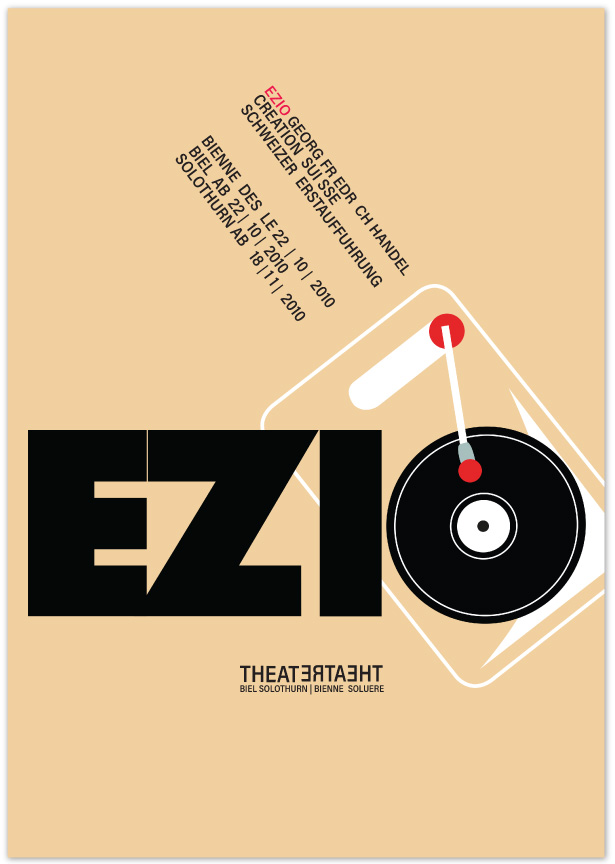 EZIO GEORG FR EDR CH HANDEL
CREATION SUI SSE
SCHWEIZER ERSTAUFFUHRUNG
BIENNE DES LE 22 | 10 | 2010
BIEL AB 22 | 10 | 2010
SOLOTHURN AB 18 | 11 | 2010
EZIO
THEATERTAEHT
BIEL SOLOTHURN | BIENNE SOLUERE